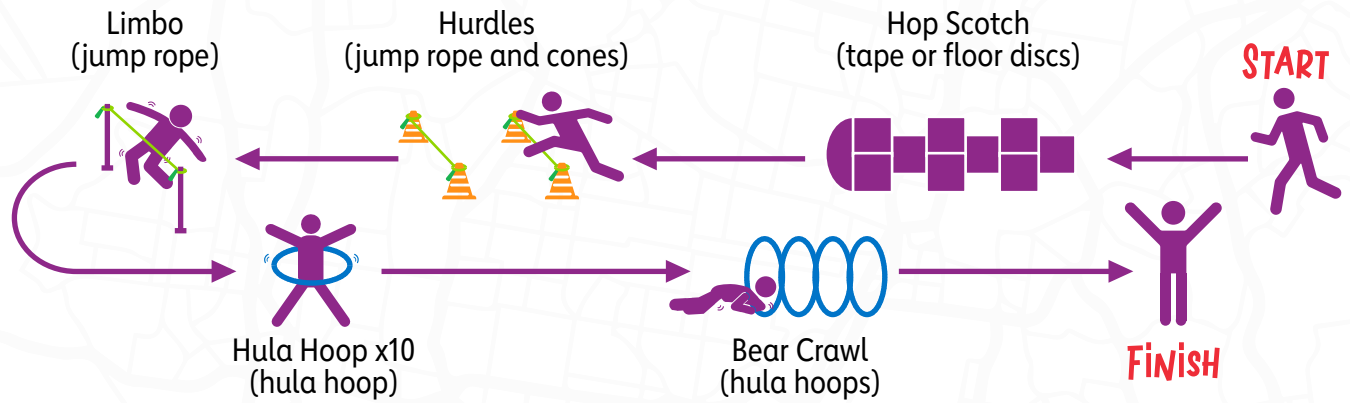 Limbo
(jump rope)
Hurdles
(jump rope and cones)
Hop Scotch
(tape or floor discs)
START
Hula Hoop x10
(hula hoop)
Bear Crawl
(hula hoops)
FiNiSH